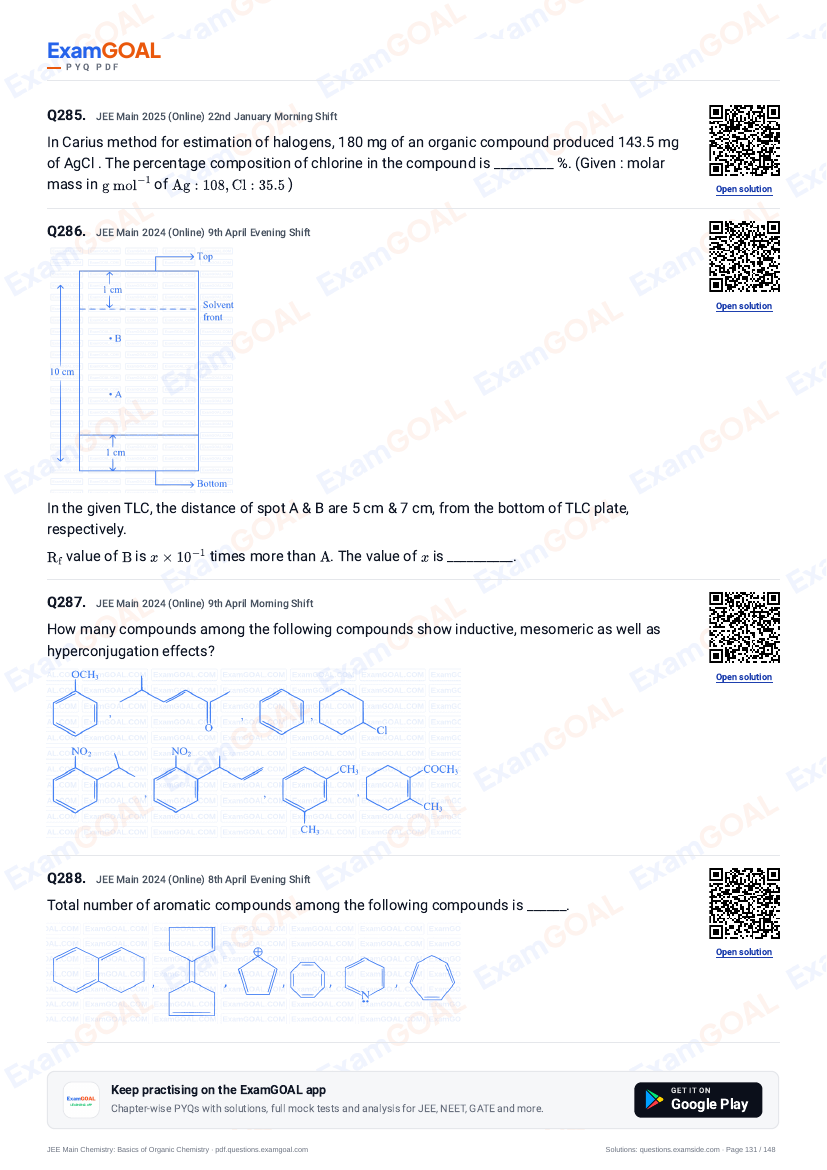 ExamGOAL
PYQ PDF
Q285. JEE Main 2025 (Online) 22nd January Morning Shift
In Carius method for estimation of halogens, 180 mg of an organic compound produced 143.5 mg
of AgCl . The percentage composition of chlorine in the compound is _________ %. (Given : molar
mass in g mol⁻¹ of Ag : 108, Cl : 35.5 )
Open solution
Q286. JEE Main 2024 (Online) 9th April Evening Shift
Top
1 cm
Solvent
front
• B
10 cm
• A
1 cm
Bottom
Open solution
In the given TLC, the distance of spot A & B are 5 cm & 7 cm, from the bottom of TLC plate,
respectively.
R_f value of B is x × 10⁻¹ times more than A. The value of x is __________.
Q287. JEE Main 2024 (Online) 9th April Morning Shift
How many compounds among the following compounds show inductive, mesomeric as well as
hyperconjugation effects?
Open solution
OCH₃
, O , , Cl
NO₂ NO₂
, , CH₃ , COCH₃
CH₃ CH₃
Q288. JEE Main 2024 (Online) 8th April Evening Shift
Total number of aromatic compounds among the following compounds is ______.
Open solution
⊕
, , , , N ,
Keep practising on the ExamGOAL app
Chapter-wise PYQs with solutions, full mock tests and analysis for JEE, NEET, GATE and more.
ExamGOAL
GET IT ON
Google Play
JEE Main Chemistry: Basics of Organic Chemistry · pdf.questions.examgoal.com
Solutions: questions.examside.com · Page 131 / 148